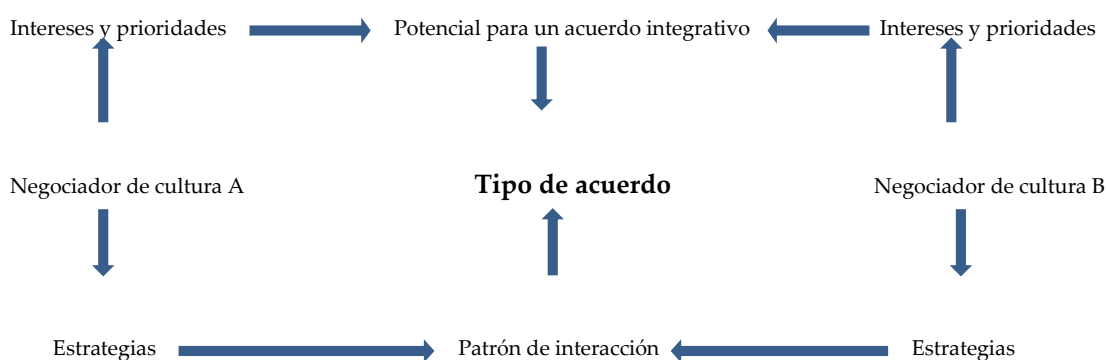 Intereses y prioridades Potencial para un acuerdo integrativo Intereses y prioridades
Negociador de cultura A Tipo de acuerdo Negociador de cultura B
Estrategias Patrón de interacción Estrategias